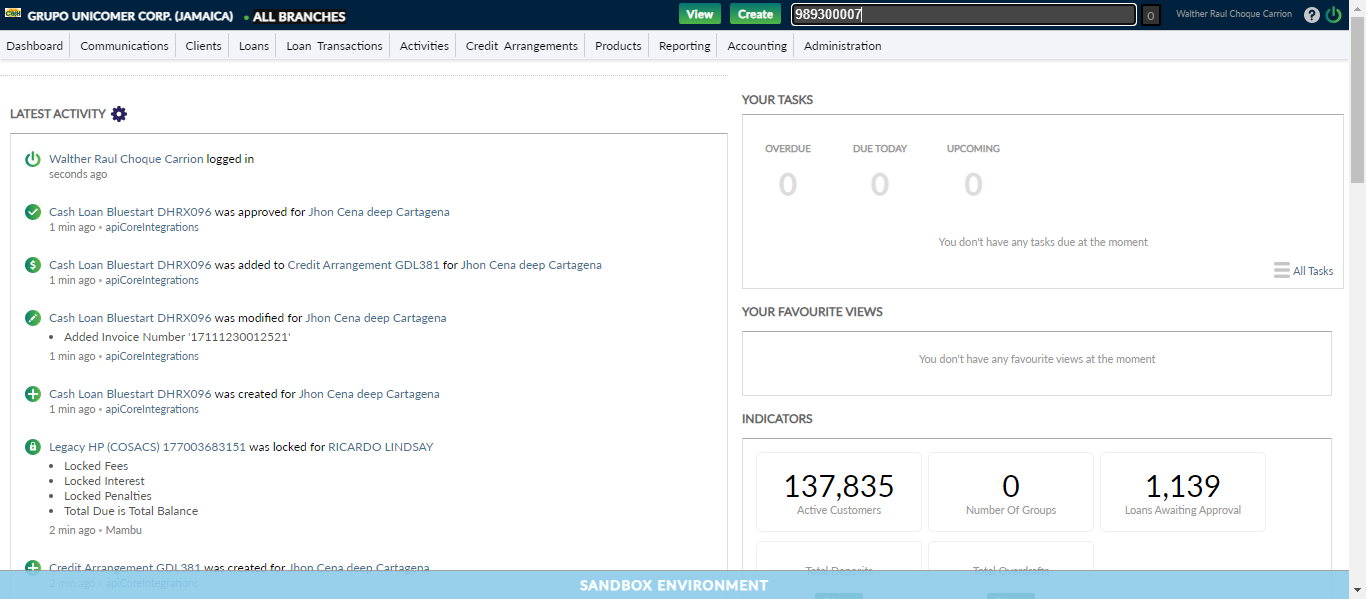 GRUPO UNICOMER CORP. (JAMAICA) • ALL BRANCHES
View Create 989300007 0 Walther Raul Choque Carrion ?
Dashboard Communications Clients Loans Loan Transactions Activities Credit Arrangements Products Reporting Accounting Administration
LATEST ACTIVITY
Walther Raul Choque Carrion logged in
seconds ago
Cash Loan Bluestart DHRX096 was approved for Jhon Cena deep Cartagena
1 min ago • apiCoreIntegrations
Cash Loan Bluestart DHRX096 was added to Credit Arrangement GDL381 for Jhon Cena deep Cartagena
1 min ago • apiCoreIntegrations
Cash Loan Bluestart DHRX096 was modified for Jhon Cena deep Cartagena
• Added Invoice Number '17111230012521'
1 min ago • apiCoreIntegrations
Cash Loan Bluestart DHRX096 was created for Jhon Cena deep Cartagena
1 min ago • apiCoreIntegrations
Legacy HP (COSACS) 177003683151 was locked for RICARDO LINDSAY
• Locked Fees
• Locked Interest
• Locked Penalties
• Total Due is Total Balance
2 min ago • Mambu
Credit Arrangement GDL381 was created for Jhon Cena deep Cartagena
2 min ago • apiCoreIntegrations
YOUR TASKS
OVERDUE DUE TODAY UPCOMING
0 0 0
You don't have any tasks due at the moment
All Tasks
YOUR FAVOURITE VIEWS
You don't have any favourite views at the moment
INDICATORS
137,835 0 1,139
Active Customers Number Of Groups Loans Awaiting Approval
Total Deposits Total Overdrafts
SANDBOX ENVIRONMENT